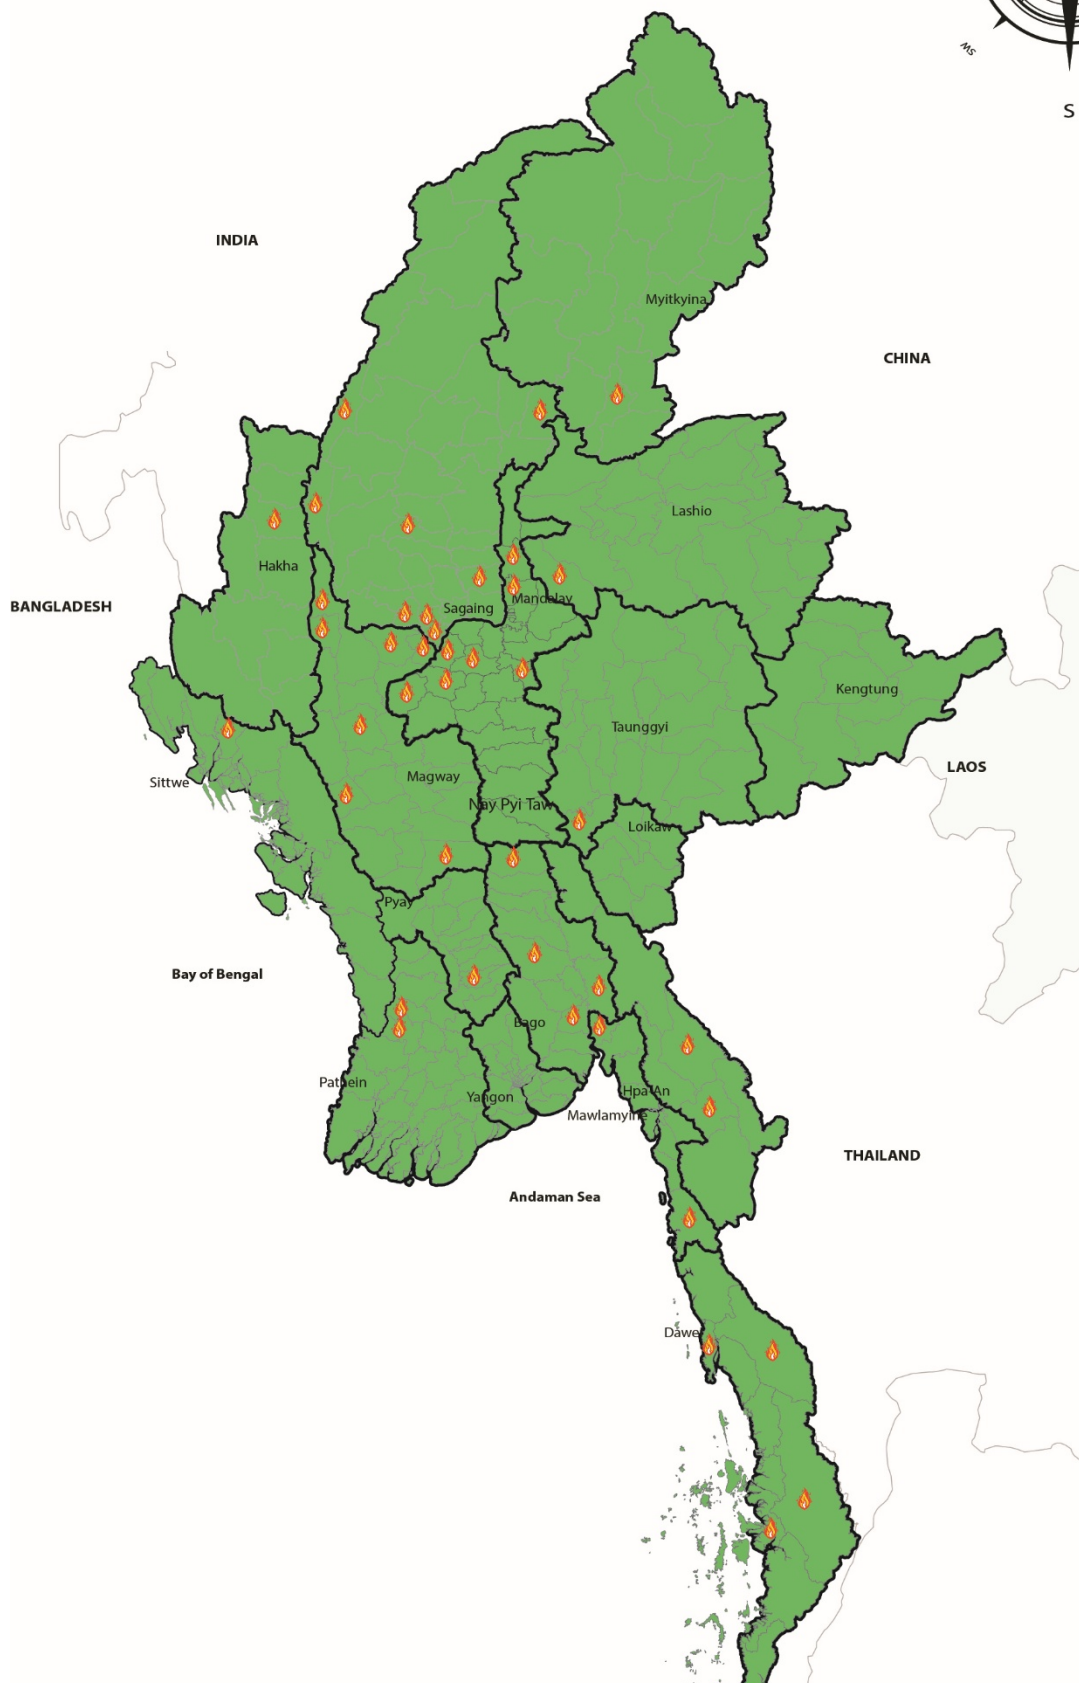 SW
S
INDIA
Myitkyina
CHINA
Lashio
Hakha
BANGLADESH
Mandalay
Sagaing
Kengtung
Taunggyi
LAOS
Sittwe
Magway
Nay Pyi Taw
Loikaw
Pyay
Bay of Bengal
Bago
Pathein
Yangon
Hpa-An
Mawlamyine
THAILAND
Andaman Sea
Dawe